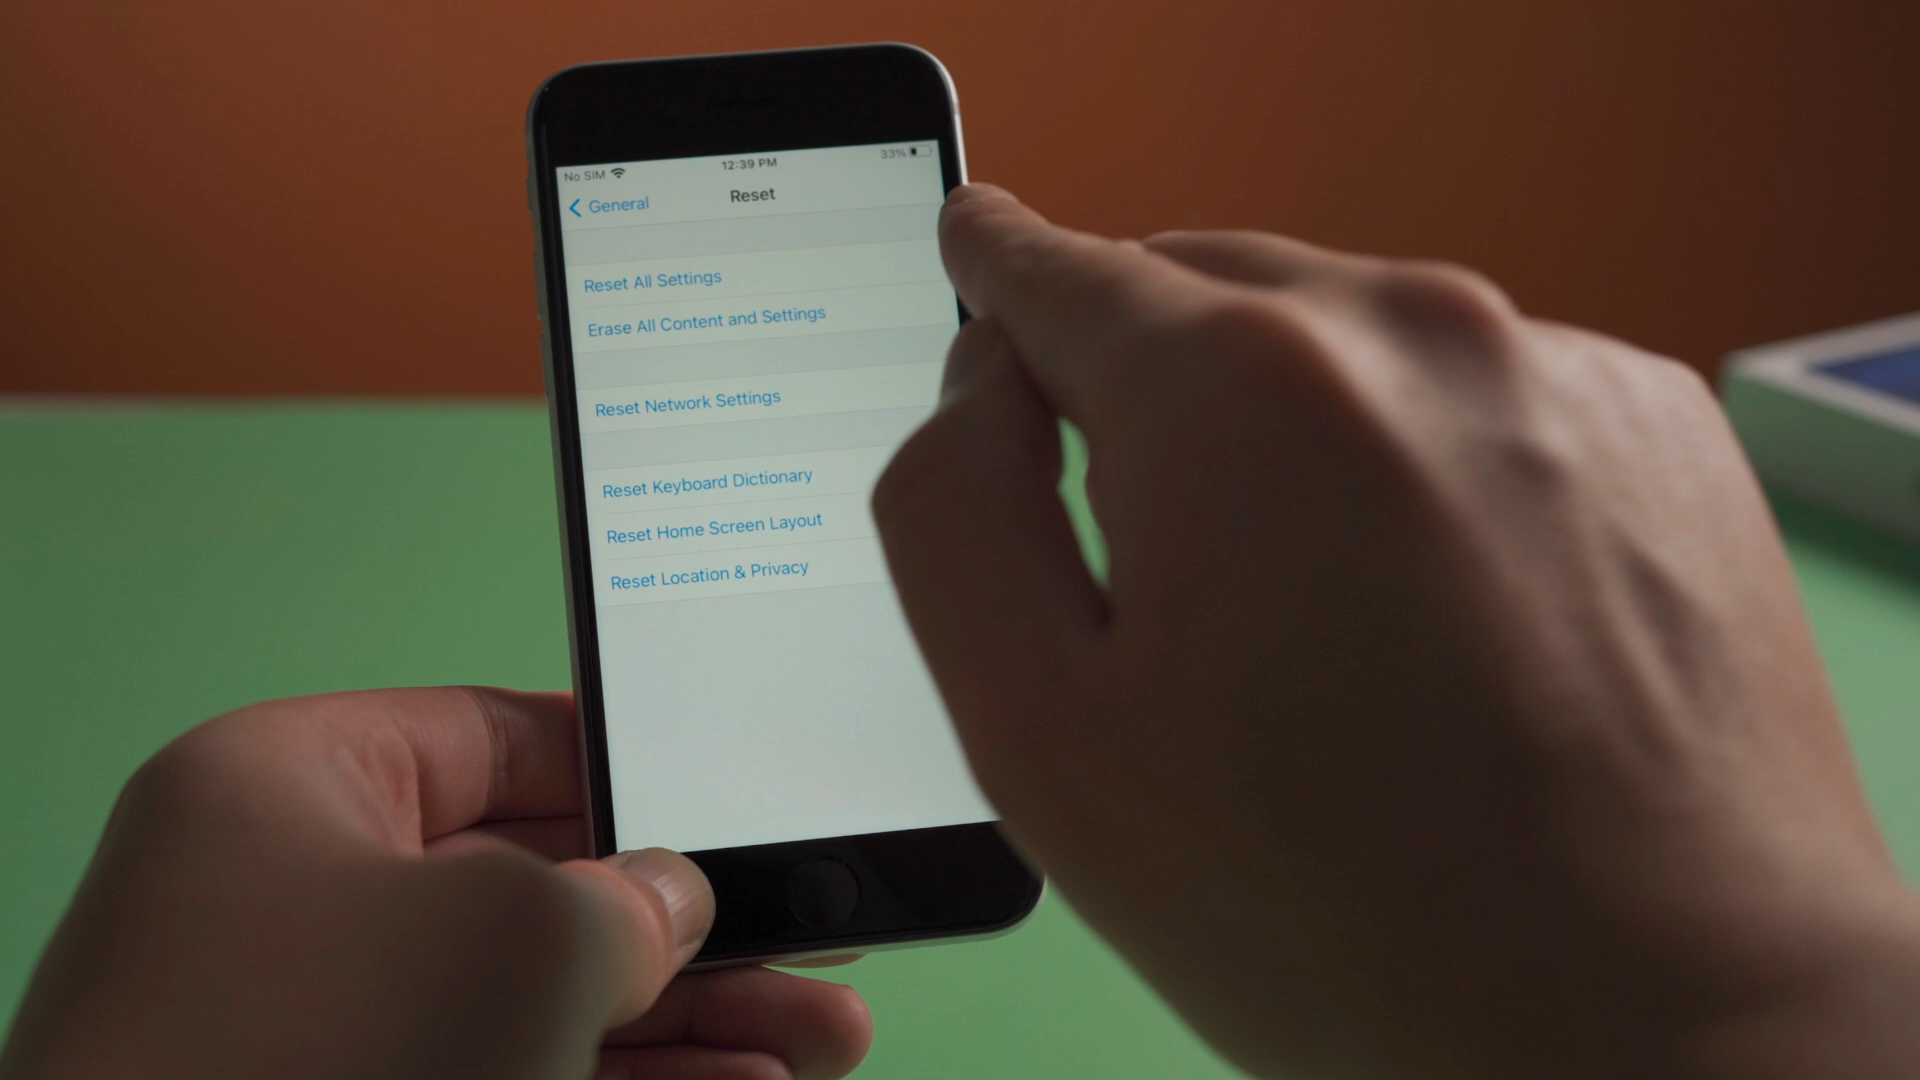 No SIM 12:39 PM 33%
General Reset
Reset All Settings
Erase All Content and Settings
Reset Network Settings
Reset Keyboard Dictionary
Reset Home Screen Layout
Reset Location & Privacy